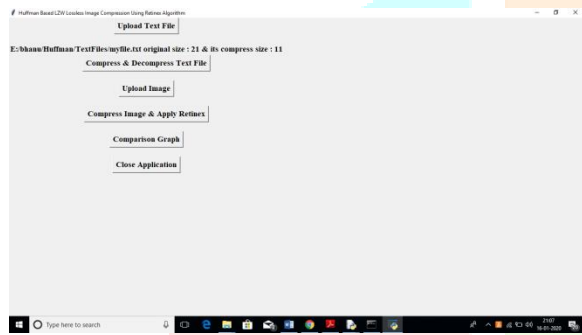 Huffman Based LZW Lossless Image Compression Using Retinex Algorithm
Upload Text File
E:/bhanu/Huffman/TextFiles/myfile.txt original size : 21 & its compress size : 11
Compress & Decompress Text File
Upload Image
Compress Image & Apply Retinex
Comparison Graph
Close Application
Type here to search
21:07
16-01-2020